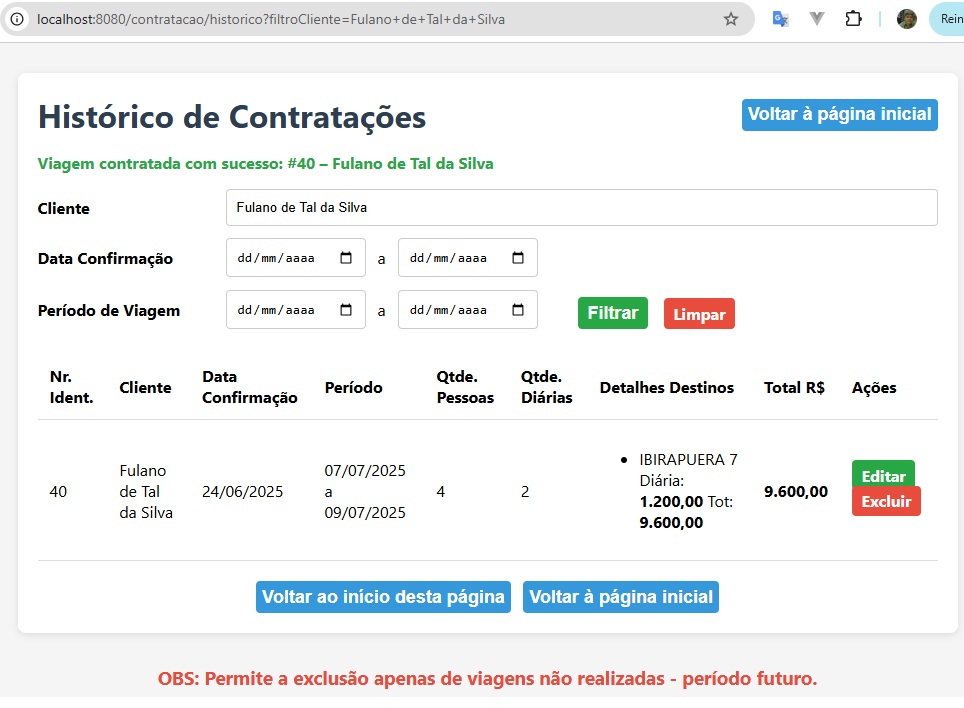 localhost:8080/contratacao/historico?filtroCliente=Fulano+de+Tal+da+Silva
Rein
Histórico de Contratações
Voltar à página inicial
Viagem contratada com sucesso: #40 – Fulano de Tal da Silva
Cliente
Fulano de Tal da Silva
Data Confirmação
dd/mm/aaaa
a
dd/mm/aaaa
Período de Viagem
dd/mm/aaaa
a
dd/mm/aaaa
Filtrar
Limpar
Nr.
Ident.
Cliente
Data
Confirmação
Período
Qtde.
Pessoas
Qtde.
Diárias
Detalhes Destinos
Total R$
Ações
40
Fulano
de Tal
da Silva
24/06/2025
07/07/2025
a
09/07/2025
4
2
• IBIRAPUERA 7
Diária:
1.200,00 Tot:
9.600,00
9.600,00
Editar
Excluir
Voltar ao início desta página
Voltar à página inicial
OBS: Permite a exclusão apenas de viagens não realizadas - período futuro.